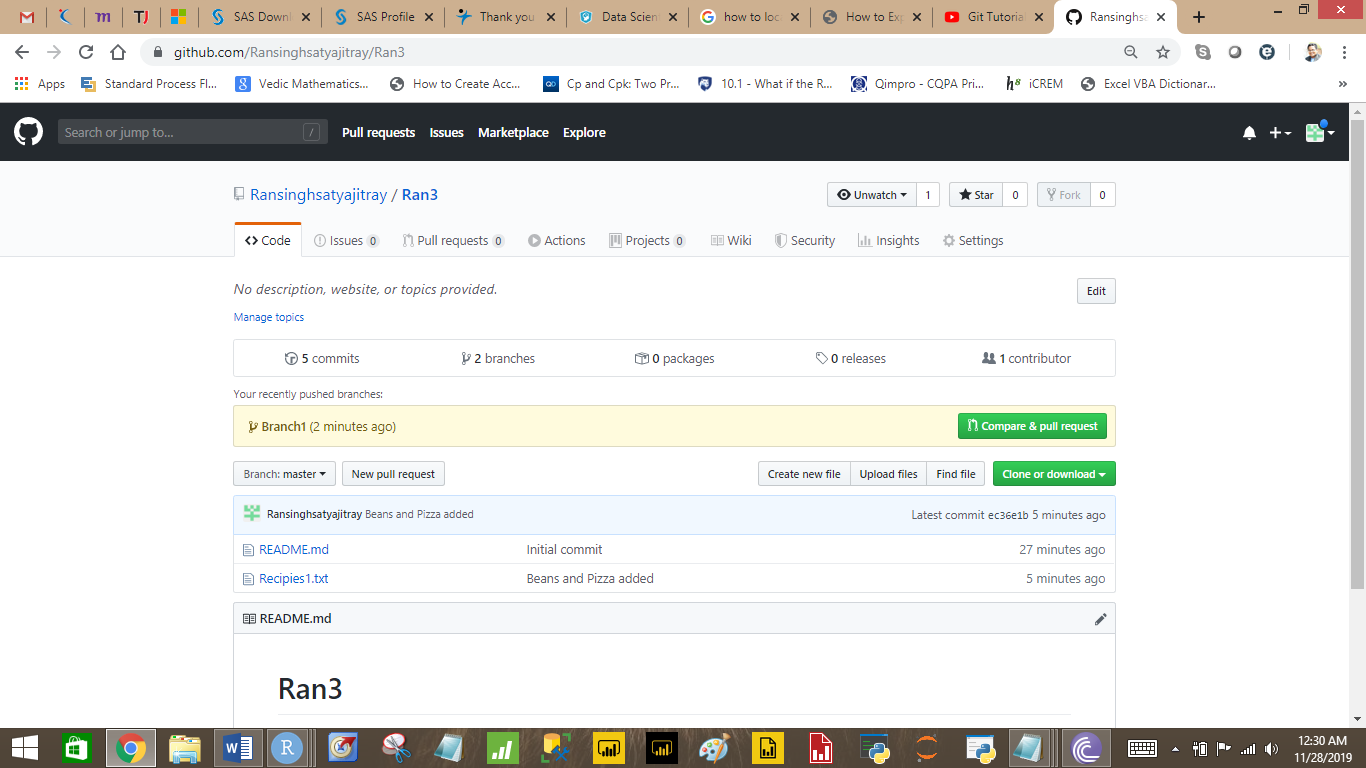 SAS Downl
SAS Profile
Thank you
Data Scien
how to loc
How to Exp
Git Tutoria
Ransinghsa
github.com/Ransinghsatyajitray/Ran3
Apps
Standard Process Fl...
Vedic Mathematics...
How to Create Acc...
Cp and Cpk: Two Pr...
10.1 - What if the R...
Qimpro - CQPA Pri...
iCREM
Excel VBA Dictionar...
»
Search or jump to...
/
Pull requests
Issues
Marketplace
Explore
Ransinghsatyajitray / Ran3
Unwatch 1
Star 0
Fork 0
Code
Issues 0
Pull requests 0
Actions
Projects 0
Wiki
Security
Insights
Settings
No description, website, or topics provided.
Edit
Manage topics
5 commits
2 branches
0 packages
0 releases
1 contributor
Your recently pushed branches:
Branch1 (2 minutes ago)
Compare & pull request
Branch: master
New pull request
Create new file
Upload files
Find file
Clone or download
Ransinghsatyajitray Beans and Pizza added
Latest commit ec36e1b 5 minutes ago
README.md
Initial commit
27 minutes ago
Recipies1.txt
Beans and Pizza added
5 minutes ago
README.md
Ran3
12:30 AM
11/28/2019